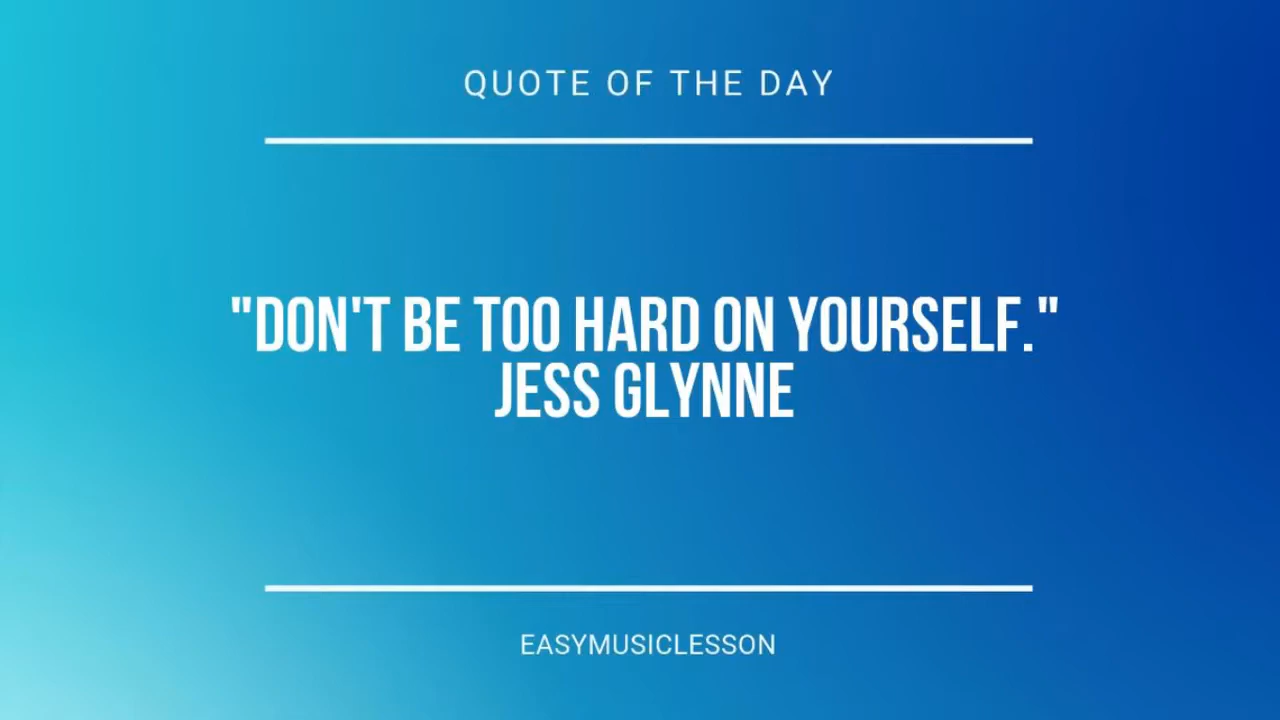 QUOTE OF THE DAY
"DON'T BE TOO HARD ON YOURSELF."
JESS GLYNNE
EASYMUSICLESSON